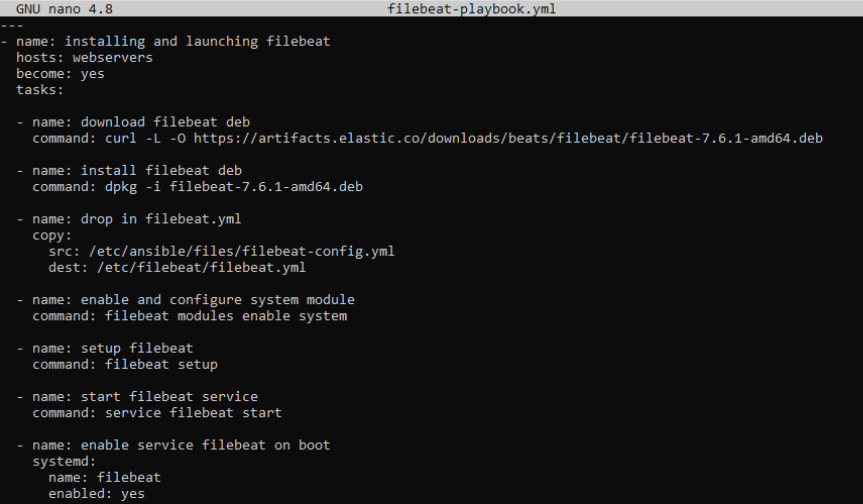 GNU nano 4.8 filebeat-playbook.yml
---
- name: installing and launching filebeat
  hosts: webservers
  become: yes
  tasks:

  - name: download filebeat deb
    command: curl -L -O https://artifacts.elastic.co/downloads/beats/filebeat/filebeat-7.6.1-amd64.deb

  - name: install filebeat deb
    command: dpkg -i filebeat-7.6.1-amd64.deb

  - name: drop in filebeat.yml
    copy:
      src: /etc/ansible/files/filebeat-config.yml
      dest: /etc/filebeat/filebeat.yml

  - name: enable and configure system module
    command: filebeat modules enable system

  - name: setup filebeat
    command: filebeat setup

  - name: start filebeat service
    command: service filebeat start

  - name: enable service filebeat on boot
    systemd:
      name: filebeat
      enabled: yes